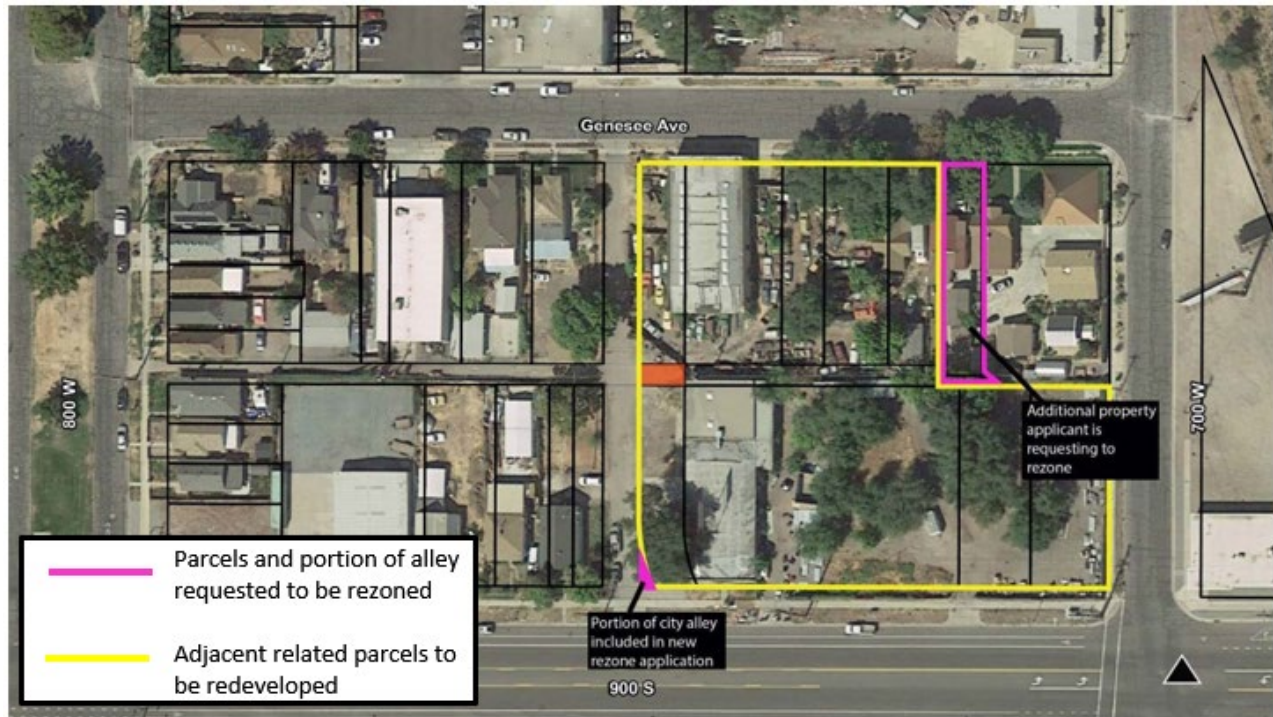 Genesee Ave
800 W
700 W
Additional property
applicant is
requesting to
rezone
Parcels and portion of alley
requested to be rezoned
Adjacent related parcels to
be redeveloped
Portion of city alley
included in new
rezone application
900 S